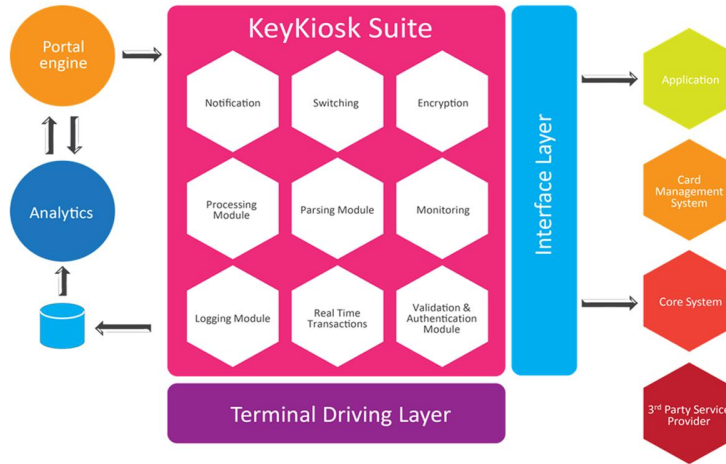 KeyKiosk Suite
Portal
engine
Notification
Switching
Encryption
Application
Analytics
Processing
Module
Parsing Module
Monitoring
Interface Layer
Card
Management
System
Logging Module
Real Time
Transactions
Validation &
Authentication
Module
Core System
Terminal Driving Layer
3rd Party Service
Provider